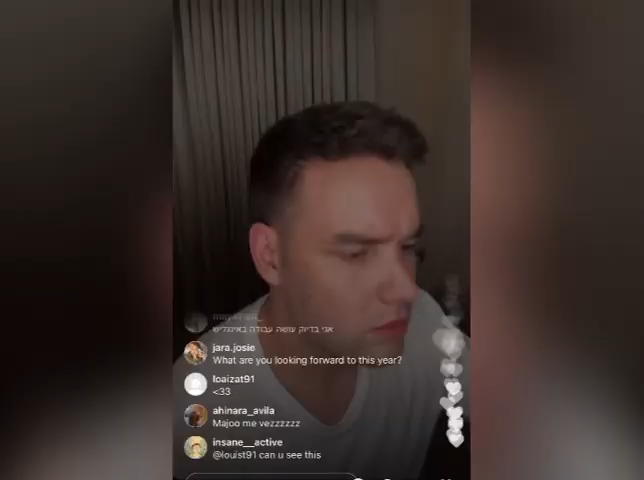 אני בדיוק עושה עבודה באינגליש
jara.josie
What are you looking forward to this year?
loaizat91
<33
ahinara_avila
Majoo me vezzzzzz
insane__active
@louist91 can u see this